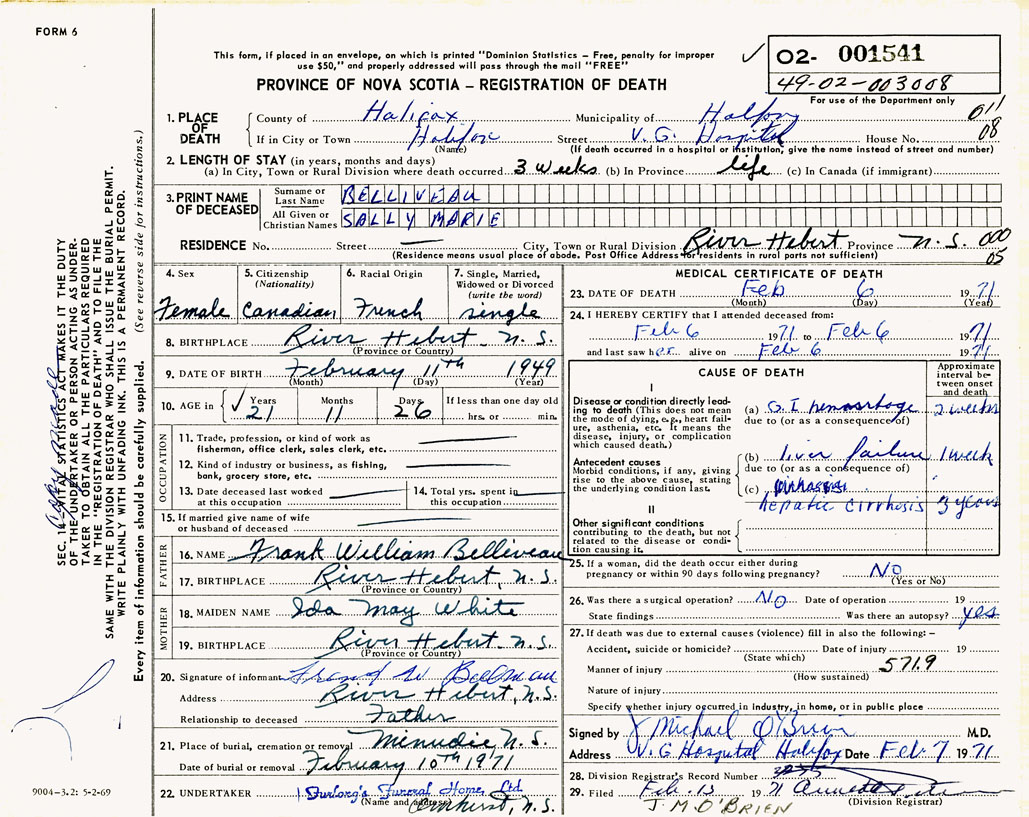 FORM 6
This form, if placed in an envelope, on which is printed "Dominion Statistics – Free, penalty for improper
use $50," and properly addressed will pass through the mail "FREE"
PROVINCE OF NOVA SCOTIA – REGISTRATION OF DEATH
✓ 02- 001541
49-02-003008
For use of the Department only
1. PLACE OF DEATH County of Halifax Municipality of Halifax 011
If in City or Town Halifax Street V. G. Hospital House No. 08
(Name) (If death occurred in a hospital or institution, give the name instead of street and number)
2. LENGTH OF STAY (in years, months and days)
(a) In City, Town or Rural Division where death occurred 3 weeks (b) In Province life (c) In Canada (if immigrant)
3. PRINT NAME OF DECEASED Surname or Last Name BELLIVEAU
All Given or Christian Names SALLY MARIE
RESIDENCE No. Street — City, Town or Rural Division River Hebert Province N. S. 000
(Residence means usual place of abode. Post Office Address for residents in rural parts not sufficient) 05
4. Sex Female
5. Citizenship (Nationality) Canadian
6. Racial Origin French
7. Single, Married, Widowed or Divorced (write the word) single
8. BIRTHPLACE River Hebert N. S.
(Province or Country)
9. DATE OF BIRTH February 11th 1949
(Month) (Day) (Year)
10. AGE in ✓ Years 21 Months 11 Days 26 If less than one day hrs. or min.
OCCUPATION
11. Trade, profession, or kind of work as —
fisherman, office clerk, sales clerk, etc.
12. Kind of industry or business, as fishing, —
bank, grocery store, etc.
13. Date deceased last worked — at this occupation
14. Total yrs. spent in — this occupation
15. If married give name of wife —
or husband of deceased
FATHER
16. NAME Frank William Belliveau
17. BIRTHPLACE River Hebert, N. S.
(Province or Country)
MOTHER
18. MAIDEN NAME Ida May White
19. BIRTHPLACE River Hebert N. S.
(Province or Country)
20. Signature of informant Frank W Belliveau
Address River Hebert, N. S.
Relationship to deceased Father
21. Place of burial, cremation or removal Minudie N. S.
Date of burial or removal February 10th 1971
22. UNDERTAKER Furlong's Funeral Home, Ltd.
(Name and address) Amherst, N. S.
MEDICAL CERTIFICATE OF DEATH
23. DATE OF DEATH Feb 6 1971
(Month) (Day) (Year)
24. I HEREBY CERTIFY that I attended deceased from:
Feb 6 1971 to Feb 6 1971
and last saw her alive on Feb 6 1971
CAUSE OF DEATH
Approximate interval between onset and death
I
Disease or condition directly leading to death (This does not mean the mode of dying, e.g., heart failure, asthenia, etc. It means the disease, injury, or complication which caused death.)
(a) G. I hemorrhage 2 weeks
due to (or as a consequence of)
Antecedent causes
Morbid conditions, if any, giving rise to the above cause, stating the underlying condition last.
(b) liver failure 1 week
due to (or as a consequence of)
(c)
hepatic cirrhosis 3 years
II
Other significant conditions
contributing to the death, but not
related to the disease or condition causing it.
25. If a woman, did the death occur either during
pregnancy or within 90 days following pregnancy? NO
(Yes or No)
26. Was there a surgical operation? NO Date of operation 19
State findings Was there an autopsy? yes
27. If death was due to external causes (violence) fill in also the following: –
Accident, suicide or homicide? Date of injury 19
(State which)
Manner of injury 571.9
(How sustained)
Nature of injury
Specify whether injury occurred in industry, in home, or in public place
Signed by J Michael O'Brien M.D.
Address V. G Hospital Halifax Date Feb 7 1971
28. Division Registrar's Record Number
29. Filed Feb. 13 1971
(Division Registrar)
J. M. O'BRIEN
SEC. 14–VITAL STATISTICS ACT MAKES IT THE DUTY
OF THE UNDERTAKER OR PERSON ACTING AS UNDER-
TAKER TO OBTAIN ALL THE PARTICULARS REQUIRED
IN THE "REGISTRATION OF DEATH" AND TO FILE THE
SAME WITH THE DIVISION REGISTRAR WHO SHALL ISSUE THE BURIAL PERMIT.
WRITE PLAINLY WITH UNFADING INK. THIS IS A PERMANENT RECORD.
Every item of information should be carefully supplied. (See reverse side for instructions.)
9004-3.2: 5-2-69